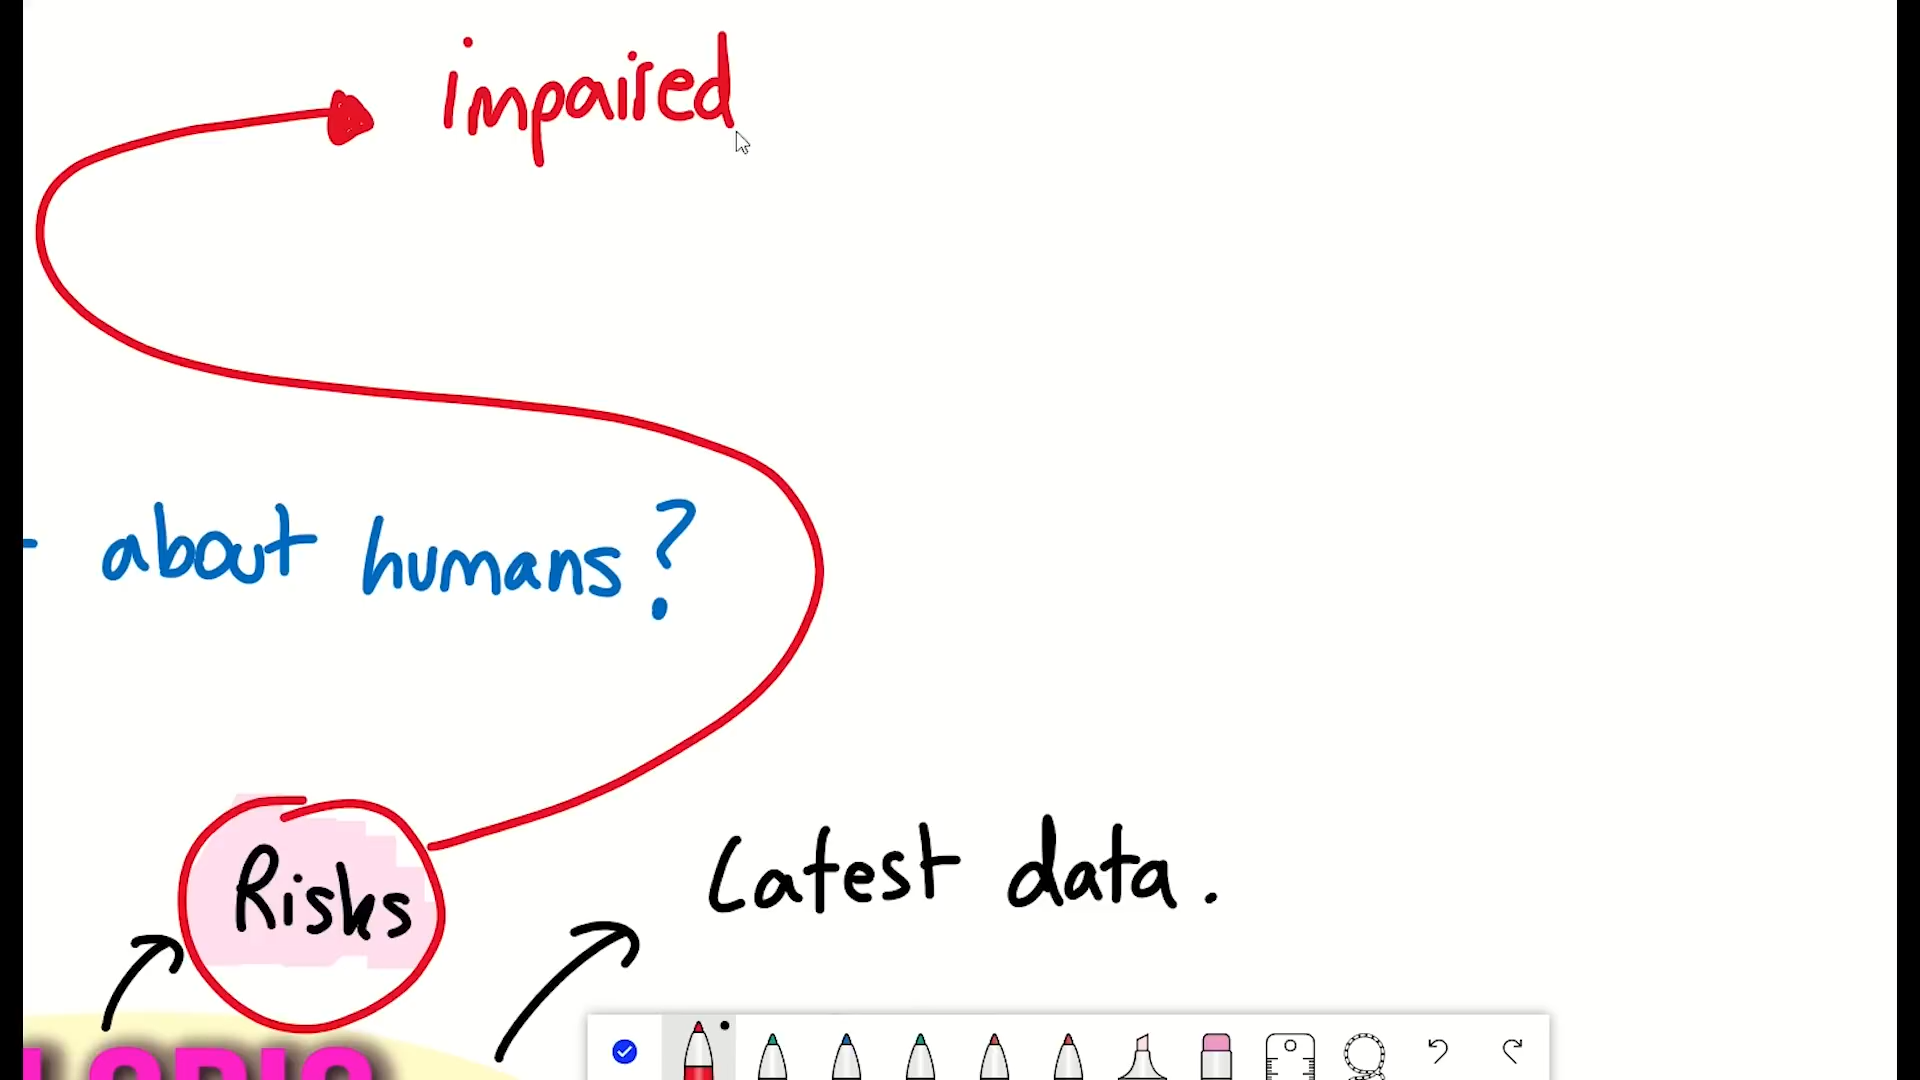 impaired
about humans?
Risks
Latest data.